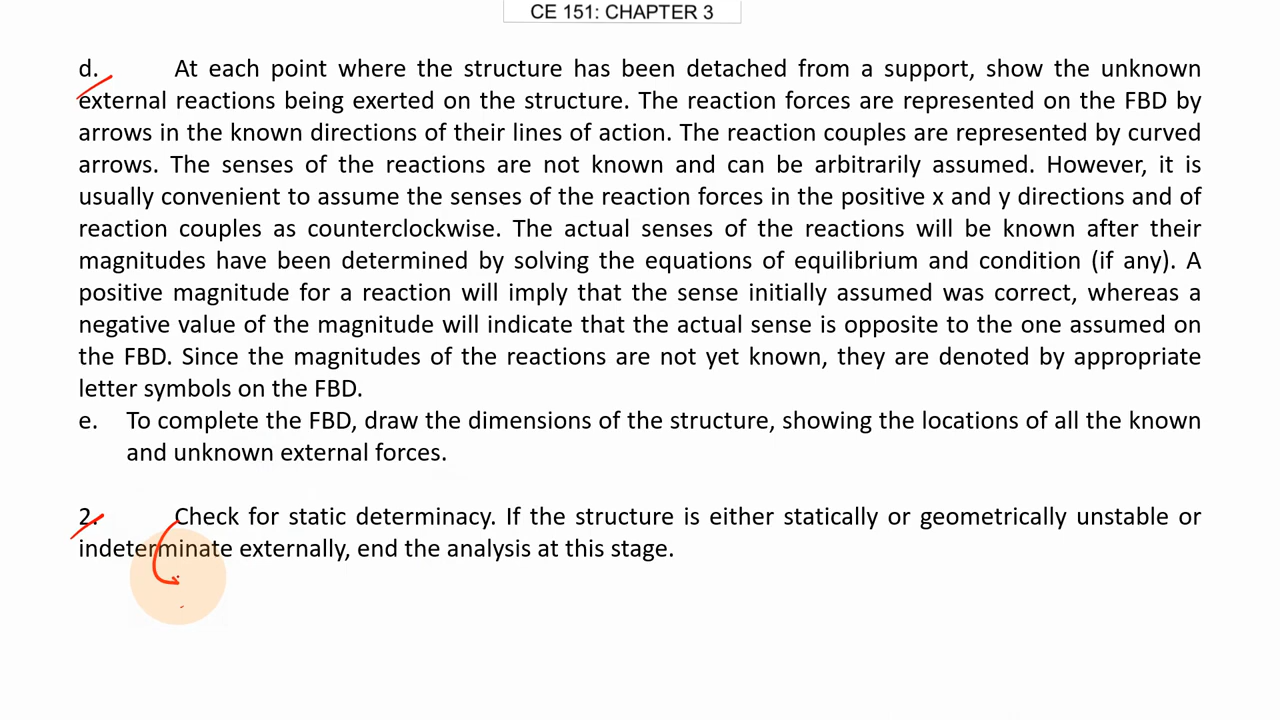 CE 151: CHAPTER 3
d. At each point where the structure has been detached from a support, show the unknown
external reactions being exerted on the structure. The reaction forces are represented on the FBD by
arrows in the known directions of their lines of action. The reaction couples are represented by curved
arrows. The senses of the reactions are not known and can be arbitrarily assumed. However, it is
usually convenient to assume the senses of the reaction forces in the positive x and y directions and of
reaction couples as counterclockwise. The actual senses of the reactions will be known after their
magnitudes have been determined by solving the equations of equilibrium and condition (if any). A
positive magnitude for a reaction will imply that the sense initially assumed was correct, whereas a
negative value of the magnitude will indicate that the actual sense is opposite to the one assumed on
the FBD. Since the magnitudes of the reactions are not yet known, they are denoted by appropriate
letter symbols on the FBD.
e. To complete the FBD, draw the dimensions of the structure, showing the locations of all the known
and unknown external forces.
2. Check for static determinacy. If the structure is either statically or geometrically unstable or
indeterminate externally, end the analysis at this stage.